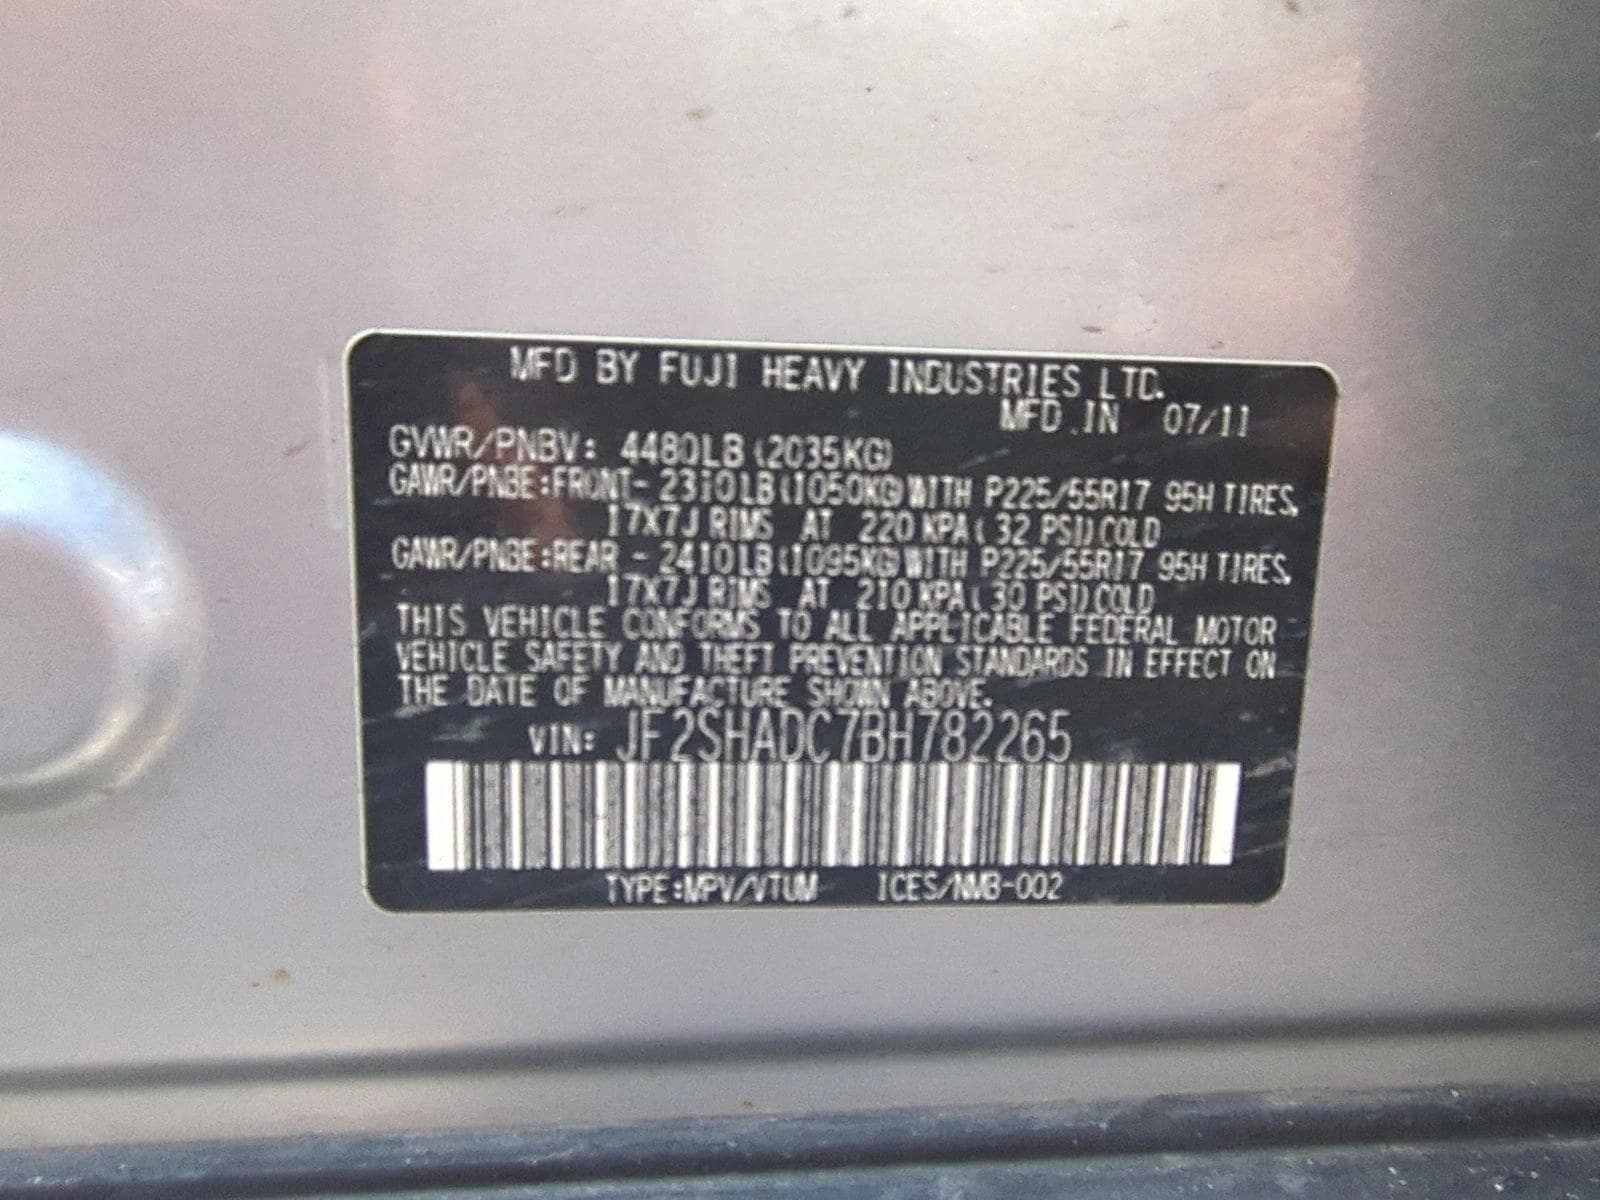 MFD BY FUJI HEAVY INDUSTRIES LTD.
MFD.IN 07/11
GVWR/PNBV: 4480LB (2035KG)
GAWR/PNBE:FRONT- 2310LB(1050KG)WITH P225/55R17 95H TIRES,
17X7J RIMS AT 220 KPA( 32 PSI)COLD
GAWR/PNBE:REAR - 2410LB(1095KG)WITH P225/55R17 95H TIRES,
17X7J RIMS AT 210 KPA( 30 PSI)COLD
THIS VEHICLE CONFORMS TO ALL APPLICABLE FEDERAL MOTOR
VEHICLE SAFETY AND THEFT PREVENTION STANDARDS IN EFFECT ON
THE DATE OF MANUFACTURE SHOWN ABOVE.
VIN: JF2SHADC7BH782265
TYPE:MPV/VTUM ICES/NMB-002